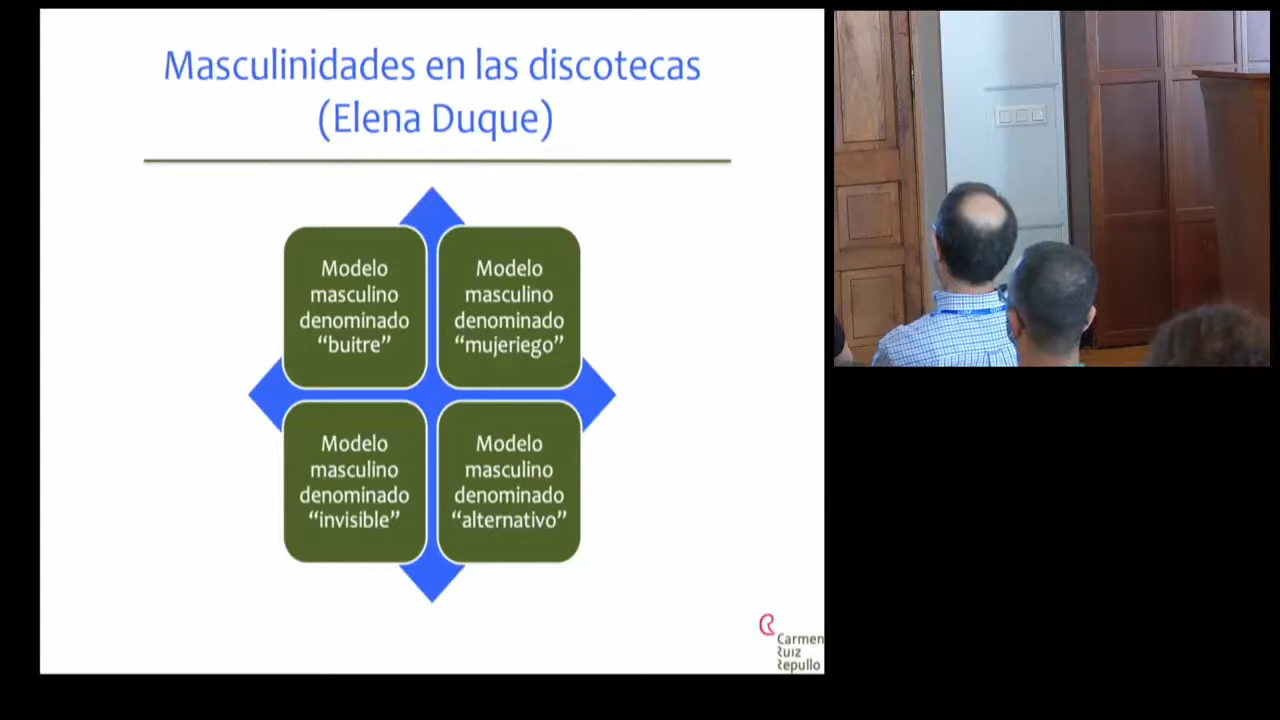 Masculinidades en las discotecas
(Elena Duque)
Modelo
masculino
denominado
“buitre”
Modelo
masculino
denominado
“mujeriego”
Modelo
masculino
denominado
“invisible”
Modelo
masculino
denominado
“alternativo”
Carmen
Ruiz
Repullo